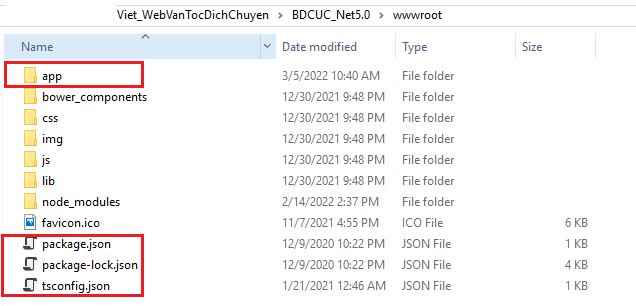 Viet_WebVanTocDichChuyen > BDCUC_Net5.0 > wwwroot
Name Date modified Type Size
app 3/5/2022 10:40 AM File folder
bower_components 12/30/2021 9:48 PM File folder
css 12/30/2021 9:48 PM File folder
img 12/30/2021 9:48 PM File folder
js 12/30/2021 9:48 PM File folder
lib 12/30/2021 9:48 PM File folder
node_modules 2/14/2022 2:37 PM File folder
favicon.ico 11/7/2021 4:55 PM ICO File 6 KB
package.json 12/9/2020 10:22 PM JSON File 1 KB
package-lock.json 12/9/2020 10:22 PM JSON File 4 KB
tsconfig.json 1/21/2021 12:46 AM JSON File 1 KB